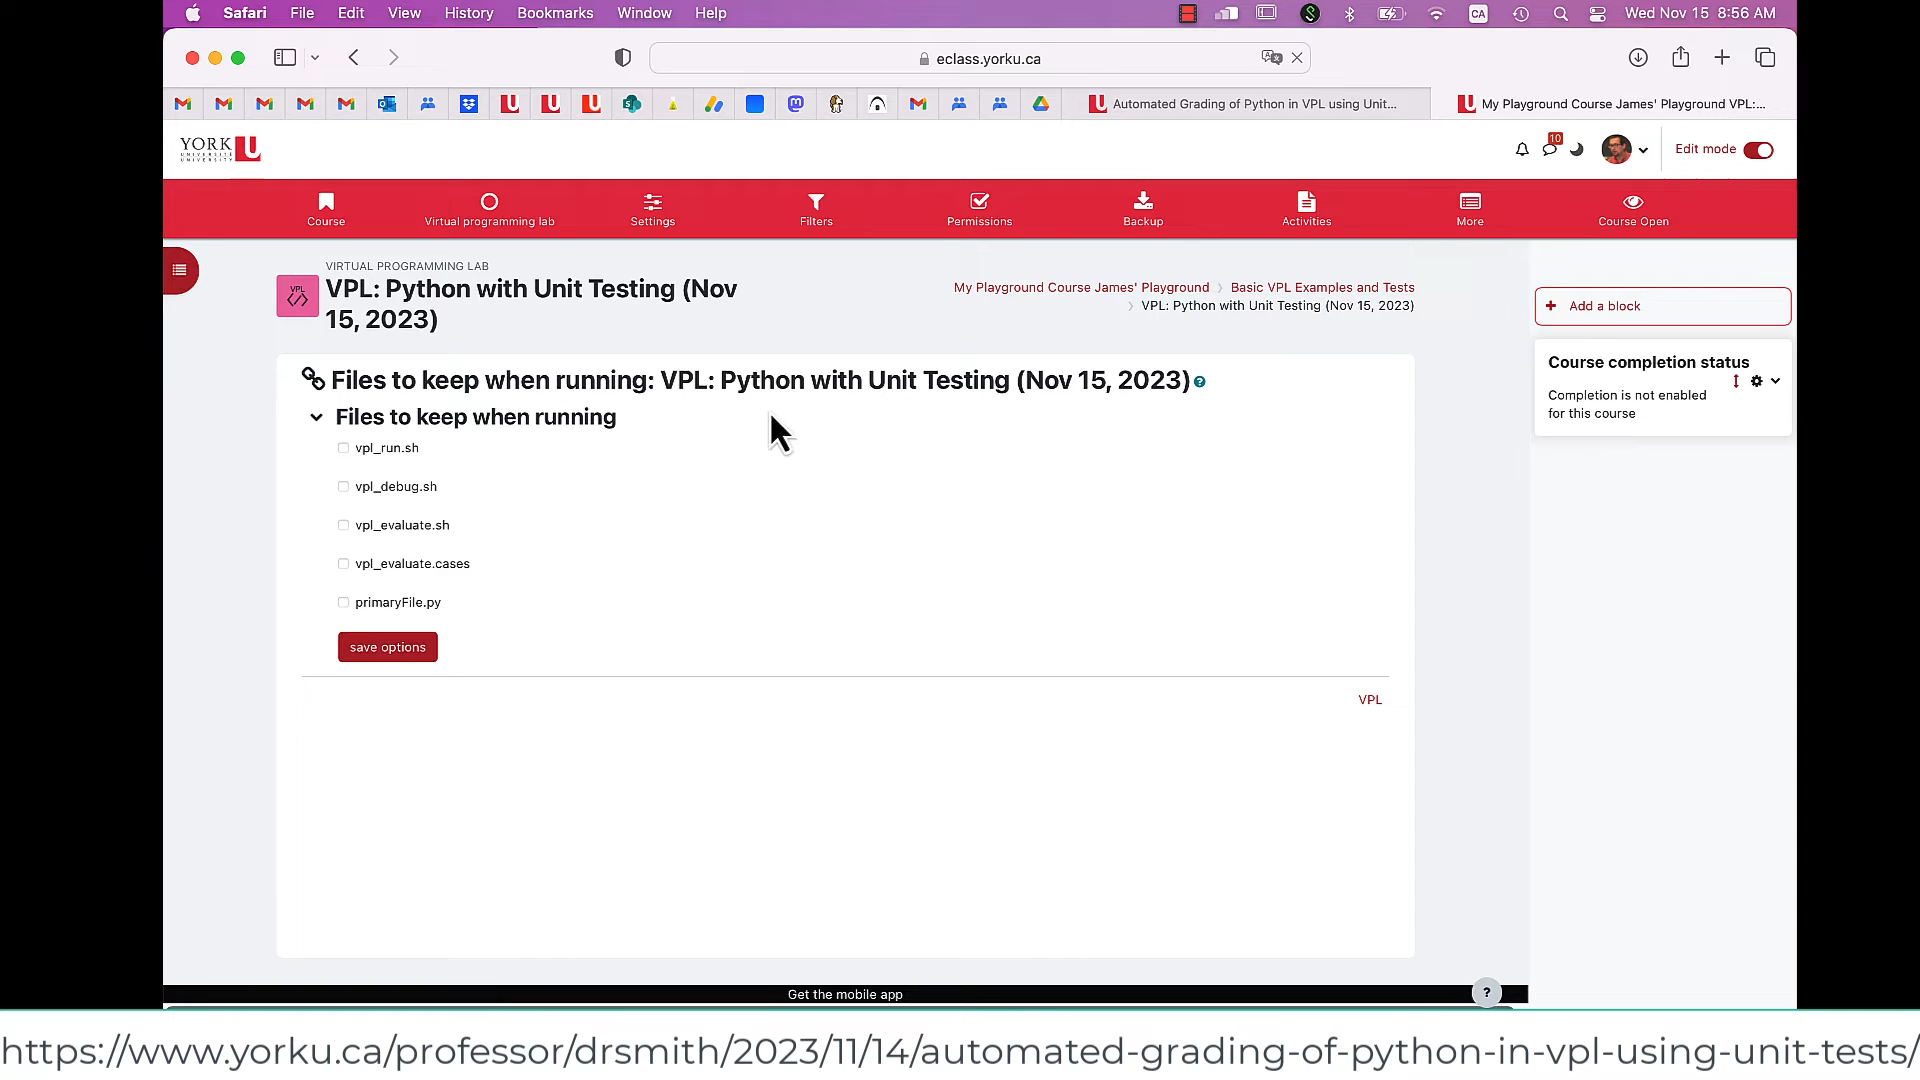 Safari File Edit View History Bookmarks Window Help CA Wed Nov 15 8:56 AM
eclass.yorku.ca
Automated Grading of Python in VPL using Unit... My Playground Course James' Playground VPL:...
YORK U
UNIVERSITÉ
UNIVERSITY
10
Edit mode
Course Virtual programming lab Settings Filters Permissions Backup Activities More Course Open
VIRTUAL PROGRAMMING LAB
VPL
VPL: Python with Unit Testing (Nov
15, 2023)
My Playground Course James' Playground Basic VPL Examples and Tests
VPL: Python with Unit Testing (Nov 15, 2023)
+ Add a block
Course completion status
Completion is not enabled
for this course
Files to keep when running: VPL: Python with Unit Testing (Nov 15, 2023) ?
Files to keep when running
vpl_run.sh
vpl_debug.sh
vpl_evaluate.sh
vpl_evaluate.cases
primaryFile.py
save options
VPL
Get the mobile app
?
https://www.yorku.ca/professor/drsmith/2023/11/14/automated-grading-of-python-in-vpl-using-unit-tests/